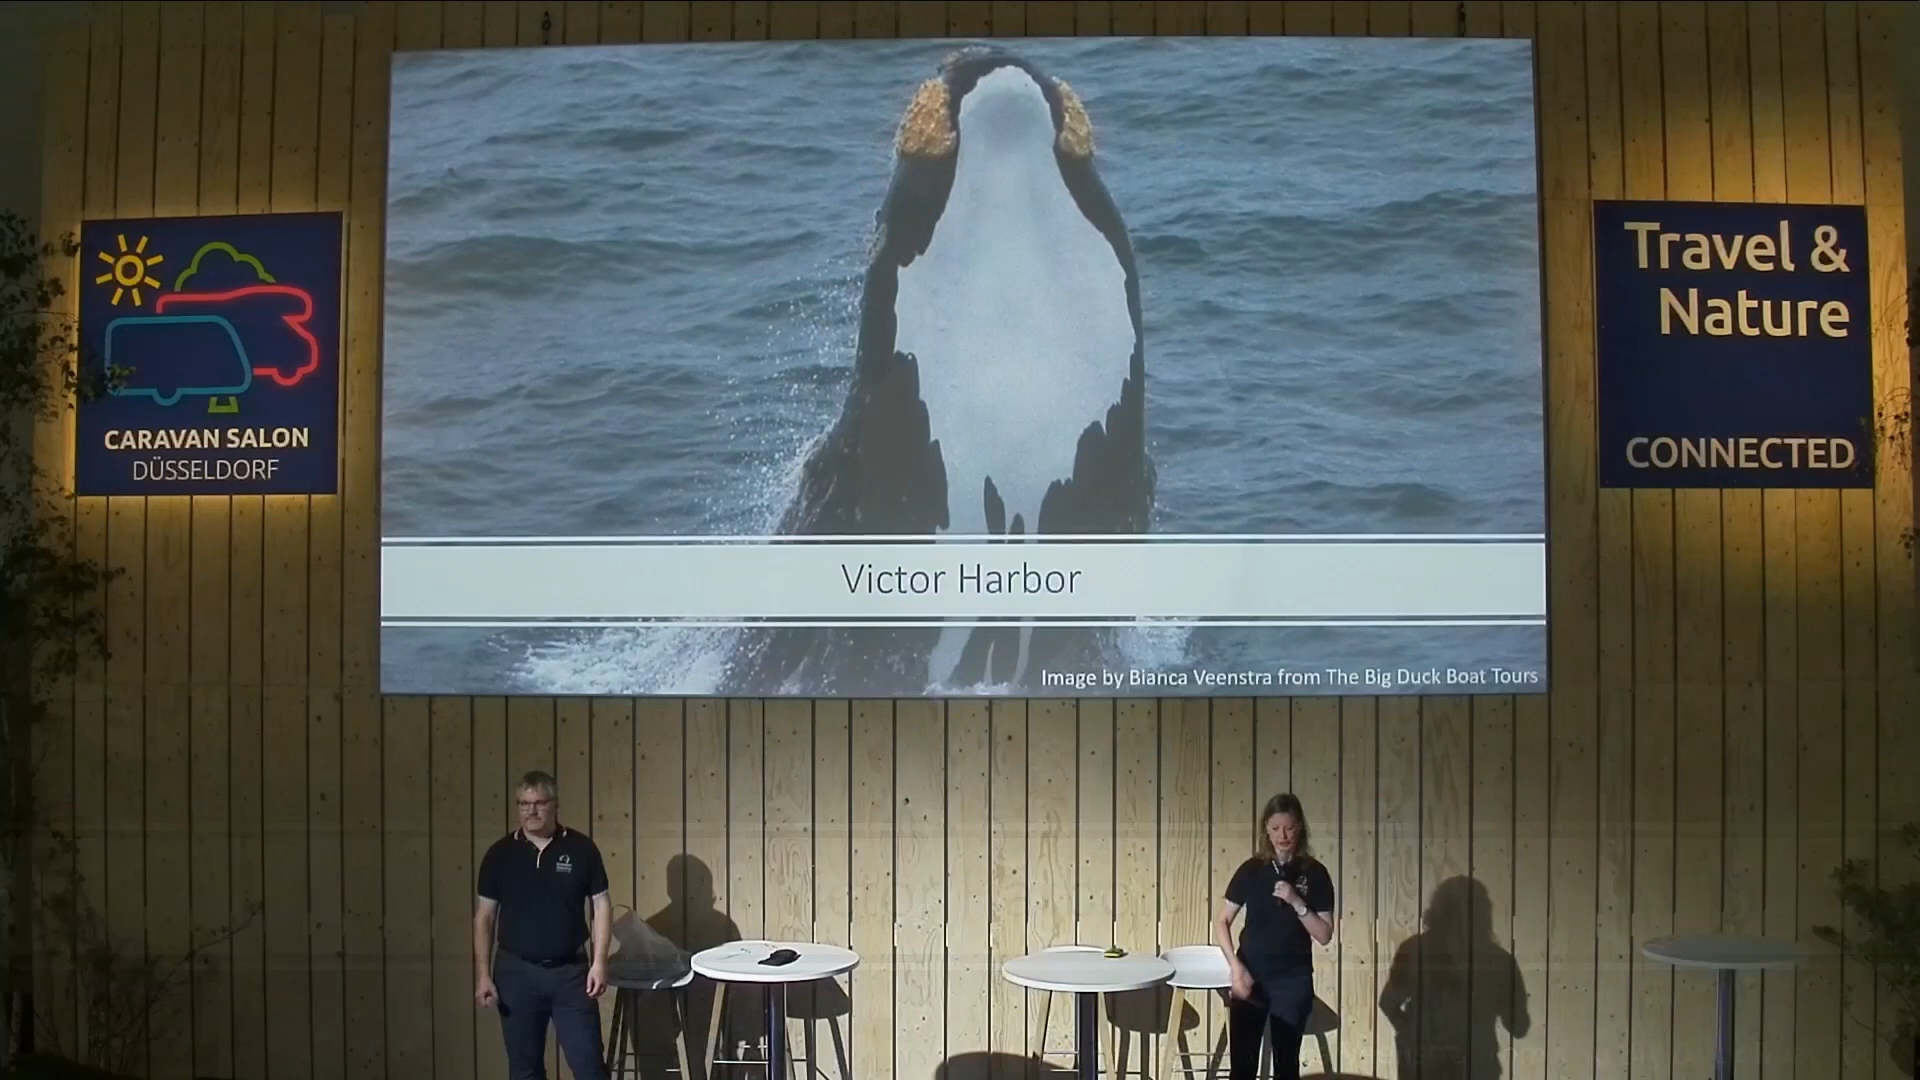 CARAVAN SALON
DÜSSELDORF
Victor Harbor
Image by Bianca Veenstra from The Big Duck Boat Tours
Travel &
Nature
CONNECTED